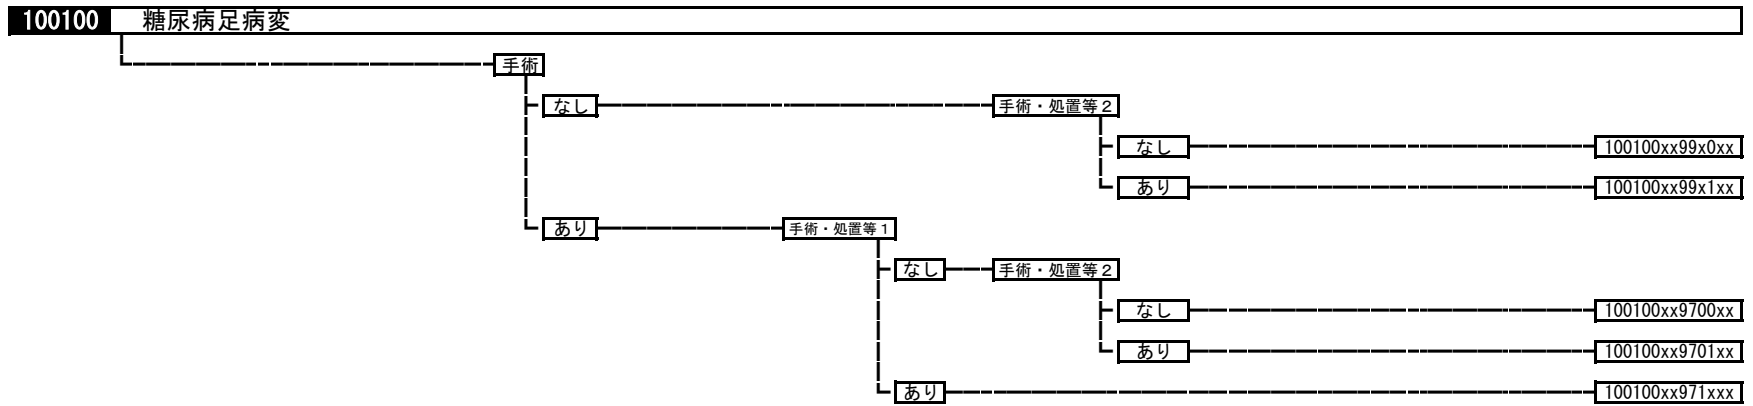 100100 糖尿病足病変
手術
なし 手術・処置等２
なし 100100xx99x0xx
あり 100100xx99x1xx
あり 手術・処置等１
なし 手術・処置等２
なし 100100xx9700xx
あり 100100xx9701xx
あり 100100xx971xxx